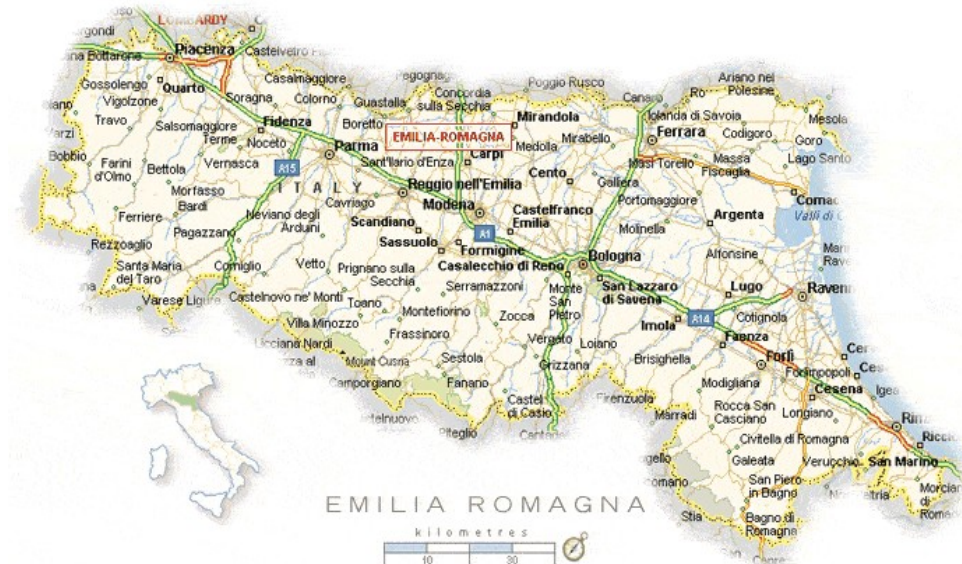 LOMBARDY
Piacenza
Castelvetro
Gossolengo
Quarto
Vigolzone
Travo
Soragna
Colorno
Casalmaggiore
Guastalla
Concordia
sulla Secchia
Poggio Rusco
Ariano nel
Polesine
Mesola
Goro
Lago Santo
Codigoro
Massa
Fiscaglia
Canaro
Ro
Iolanda di Savoia
Ferrara
Masi Torello
Mirandola
Mirabello
Medolla
EMILIA-ROMAGNA
Carpi
Boretto
Sant'Ilario d'Enza
Salsomaggiore
Terme
Fidenza
Noceto
Parma
A15
ITALY
Vernasca
Bettola
Farini
d'Olmo
Bobbio
Morfasso
Bardi
Ferriere
Pagazzano
Rezzoaglio
Santa Maria
del Taro
Varese Ligure
Corniglio
Neviano degli
Arduini
Cavriago
Reggio nell'Emilia
Scandiano
Modena
Sassuolo
Formigine
A1
Castelfranco
Emilia
Cento
Galliera
Portomaggiore
Argenta
Molinella
Alfonsine
Bologna
Casalecchio di Reno
San Lazzaro
di Savena
Monte
San
Pietro
Vetto
Prignano sulla
Secchia
Serramazzoni
Castelnovo ne' Monti
Toano
Montefiorino
Zocca
Villa Minozzo
Frassinoro
Licciana Nardi
Mount Cusna
Sestola
Fanano
Camporgiano
Piteglio
Castel
di Casio
Vergato
Grizzana
Loiano
Firenzuola
Imola
A14
Lugo
Cotignola
Faenza
Brisighella
Modigliana
Marradi
Forlì
Forlimpopoli
Cesena
Rocca San
Casciano
Longiano
Civitella di Romagna
Galeata
Verucchio
San Marino
San Piero
in Bagno
Bagno di
Romagna
Stia
EMILIA ROMAGNA
kilometres
10
30